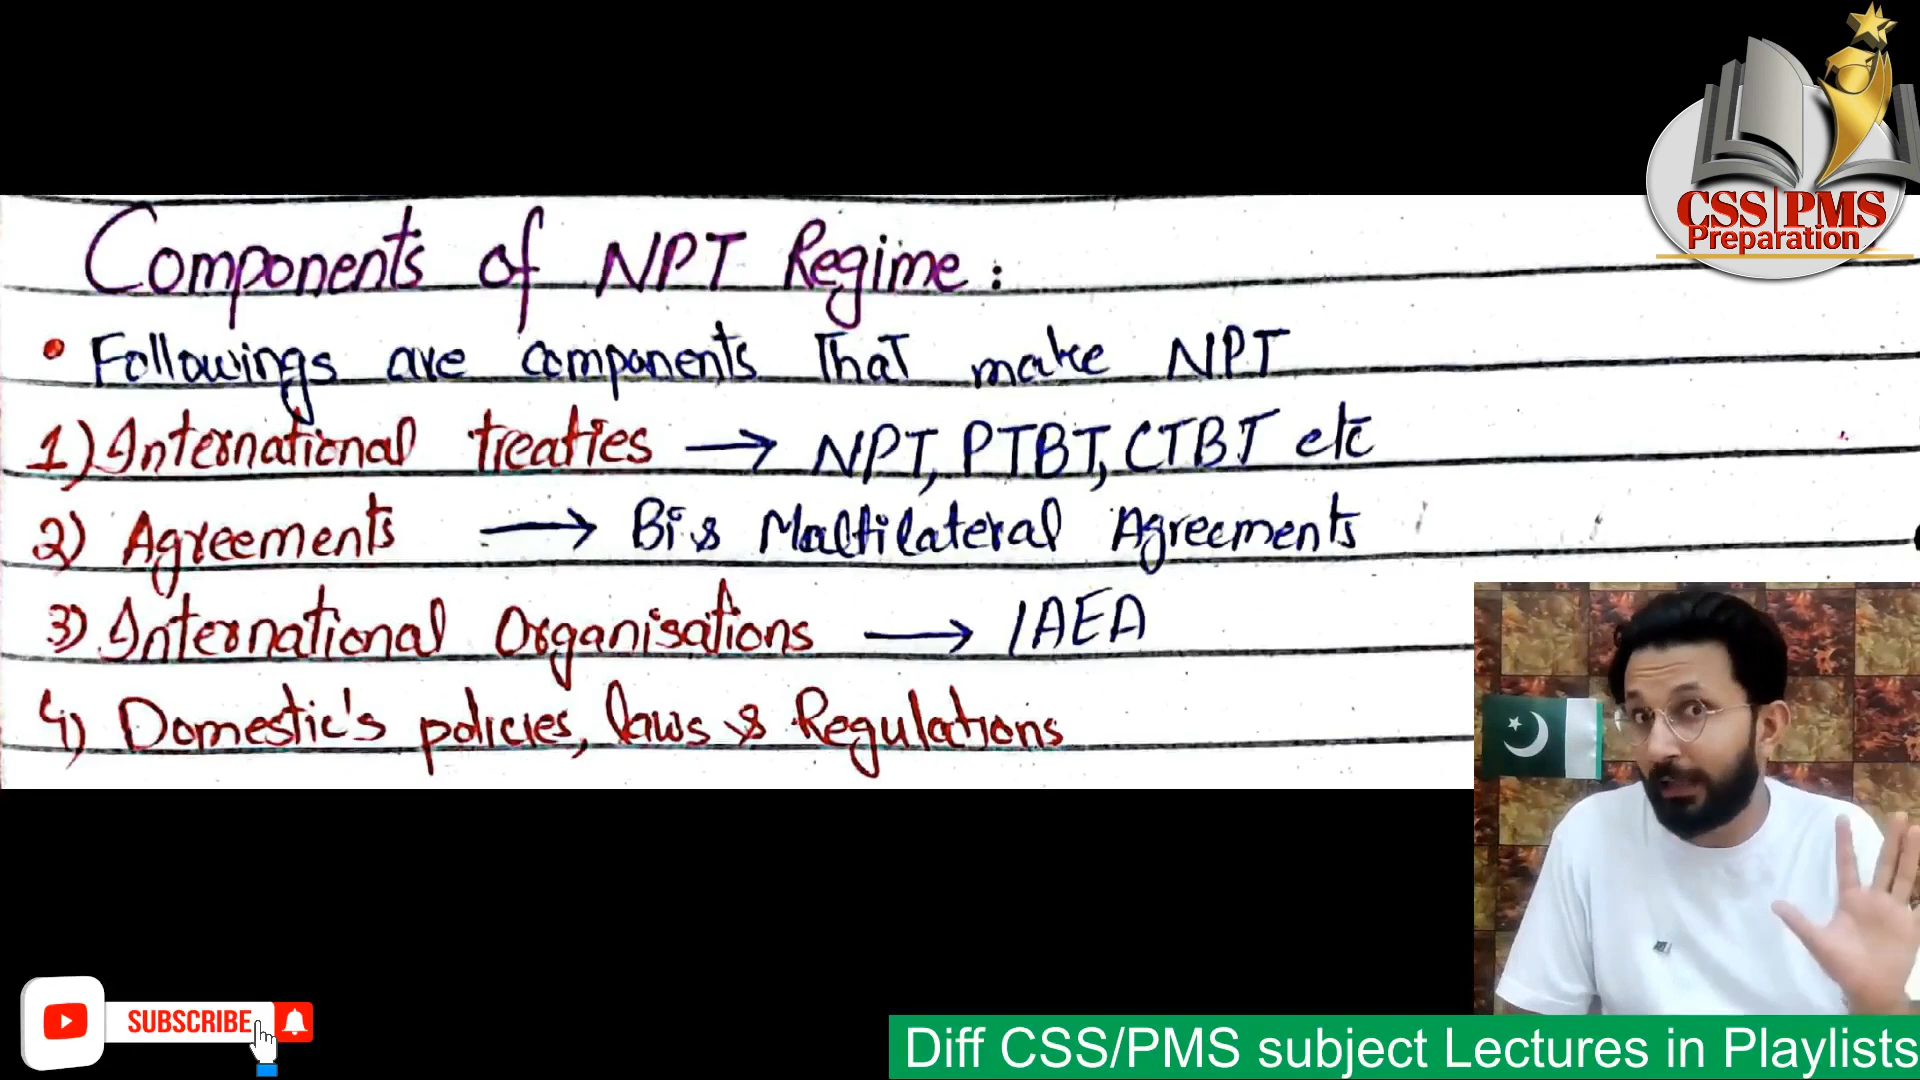 CSS|PMS
Preparation
Components of NPT Regime:
• Followings are components that make NPT
1) International treaties → NPT, PTBT, CTBT etc
2) Agreements → Bi & Maltilateral Agreements
3) International Organisations → IAEA
4) Domestic's policies, laws & Regulations
SUBSCRIBE
Diff CSS/PMS subject Lectures in Playlists